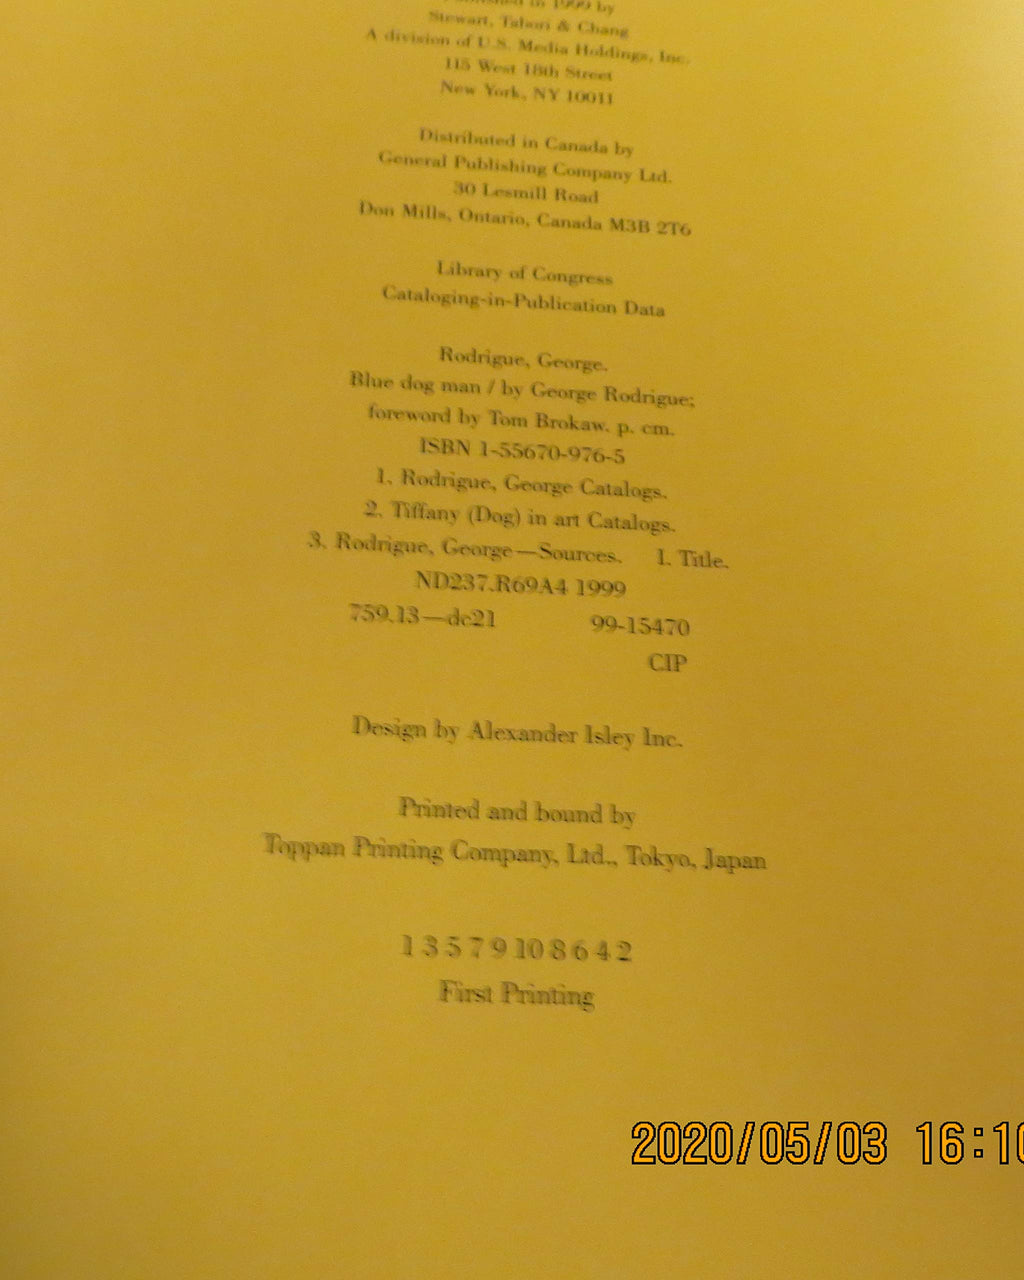 Published in 1999 by
Stewart, Tabori & Chang
A division of U.S. Media Holdings, Inc.
115 West 18th Street
New York, NY 10011
Distributed in Canada by
General Publishing Company Ltd.
30 Lesmill Road
Don Mills, Ontario, Canada M3B 2T6
Library of Congress
Cataloging-in-Publication Data
Rodrigue, George.
Blue dog man / by George Rodrigue;
foreword by Tom Brokaw. p. cm.
ISBN 1-55670-976-5
1. Rodrigue, George Catalogs.
2. Tiffany (Dog) in art Catalogs.
3. Rodrigue, George—Sources. I. Title.
ND237.R69A4 1999
759.13—dc21 99-15470
CIP
Design by Alexander Isley Inc.
Printed and bound by
Toppan Printing Company, Ltd., Tokyo, Japan
1 3 5 7 9 10 8 6 4 2
First Printing
2020/05/03 16:10